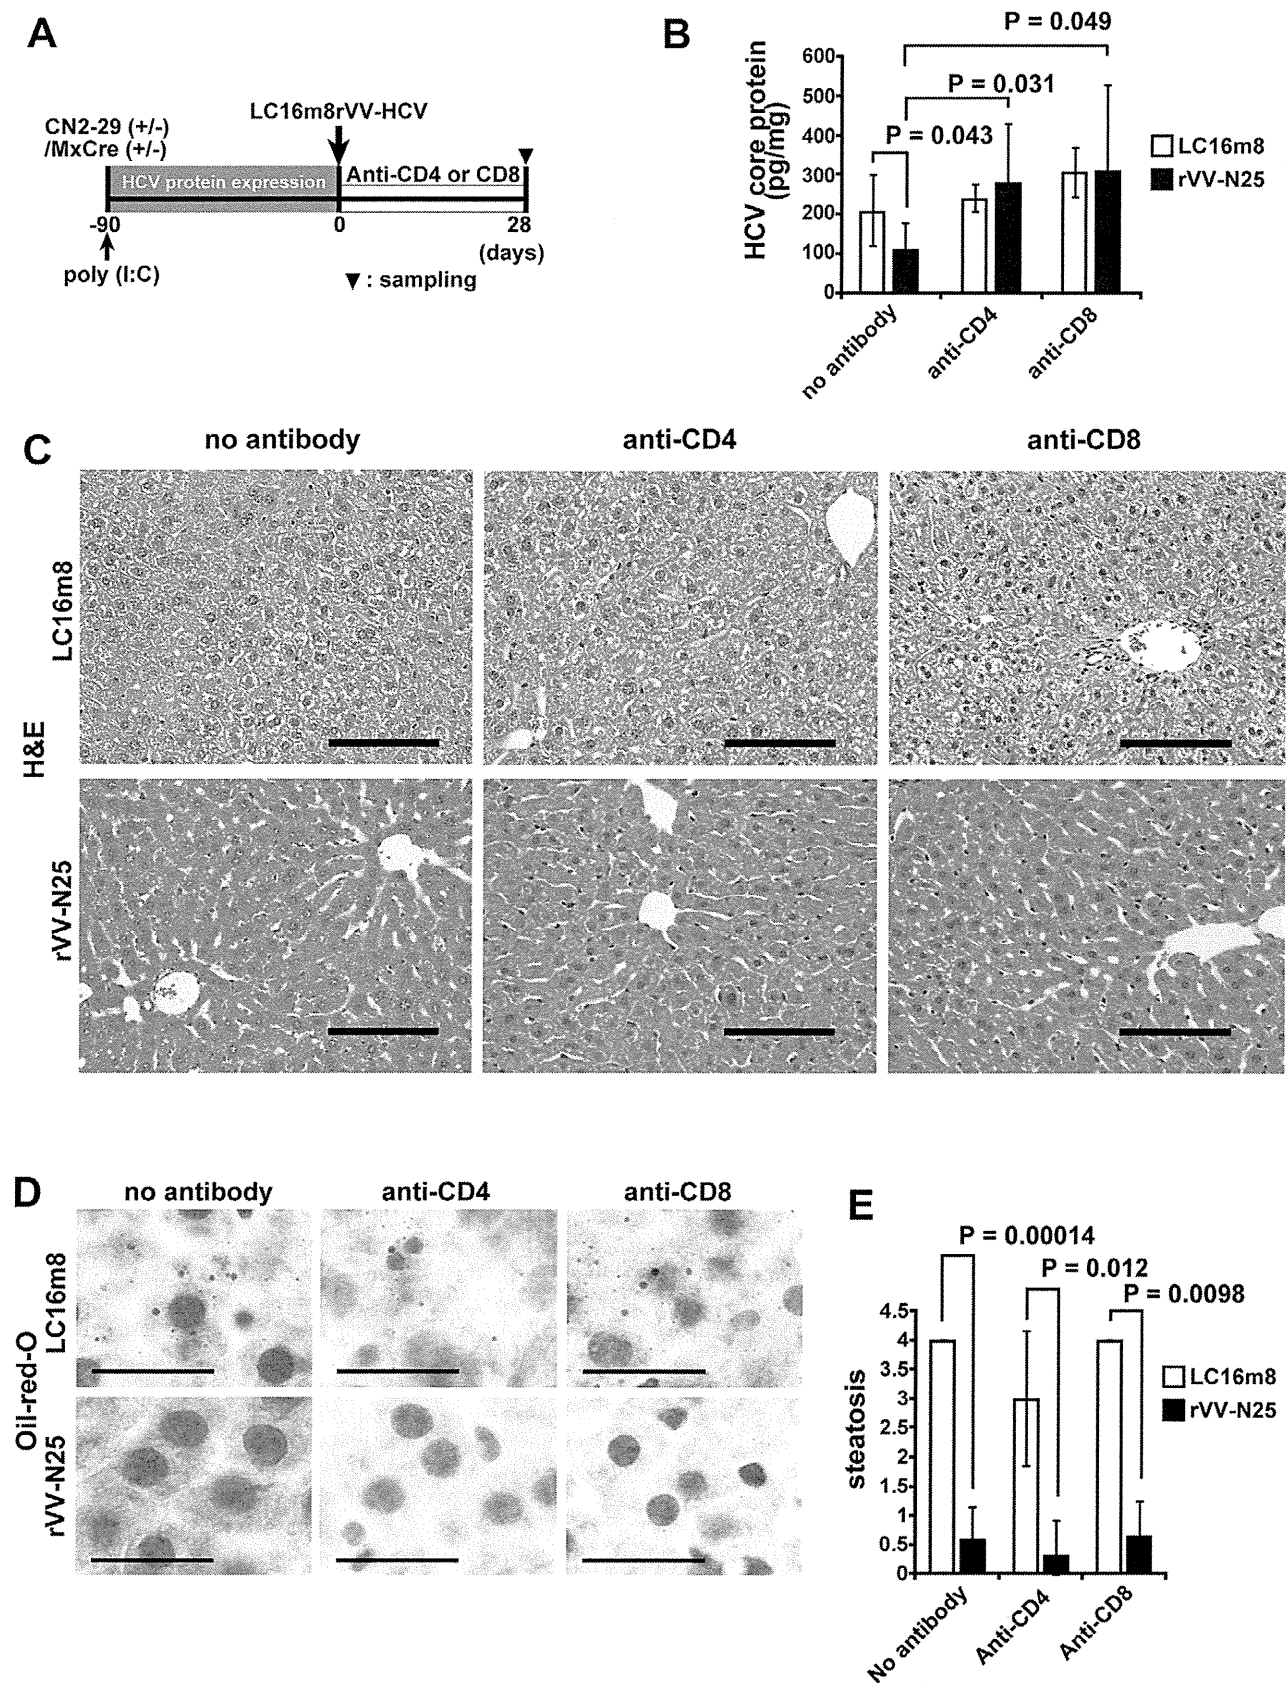 A
LC16m8rVV-HCV
CN2-29 (+/-)
/MxCre (+/-)
HCV protein expression
Anti-CD4 or CD8
-90
0
28
(days)
poly (I:C)
▼ : sampling
B
P = 0.049
P = 0.031
P = 0.043
HCV core protein
(pg/mg)
600
500
400
300
200
100
0
no antibody
anti-CD4
anti-CD8
LC16m8
rVV-N25
C
no antibody
anti-CD4
anti-CD8
H&E
LC16m8
rVV-N25
D
no antibody
anti-CD4
anti-CD8
Oil-red-O
LC16m8
rVV-N25
E
P = 0.00014
P = 0.012
P = 0.0098
steatosis
4.5
4
3.5
3
2.5
2
1.5
1
0.5
0
No antibody
Anti-CD4
Anti-CD8
LC16m8
rVV-N25